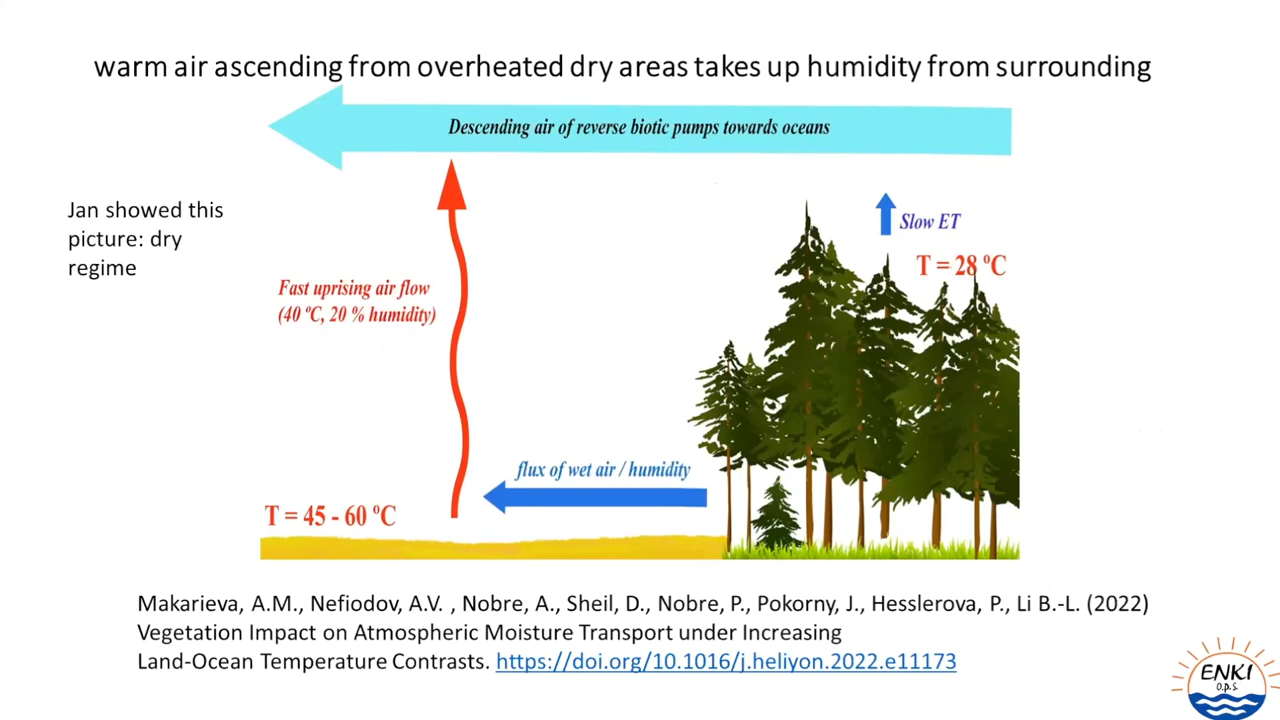 warm air ascending from overheated dry areas takes up humidity from surrounding
Descending air of reverse biotic pumps towards oceans
Jan showed this
picture: dry
regime
Slow ET
T = 28 ºC
Fast uprising air flow
(40 ºC, 20 % humidity)
flux of wet air / humidity
T = 45 - 60 ºC
Makarieva, A.M., Nefiodov, A.V. , Nobre, A., Sheil, D., Nobre, P., Pokorny, J., Hesslerova, P., Li B.-L. (2022)
Vegetation Impact on Atmospheric Moisture Transport under Increasing
Land-Ocean Temperature Contrasts. https://doi.org/10.1016/j.heliyon.2022.e11173
ENKI
o.p.s.